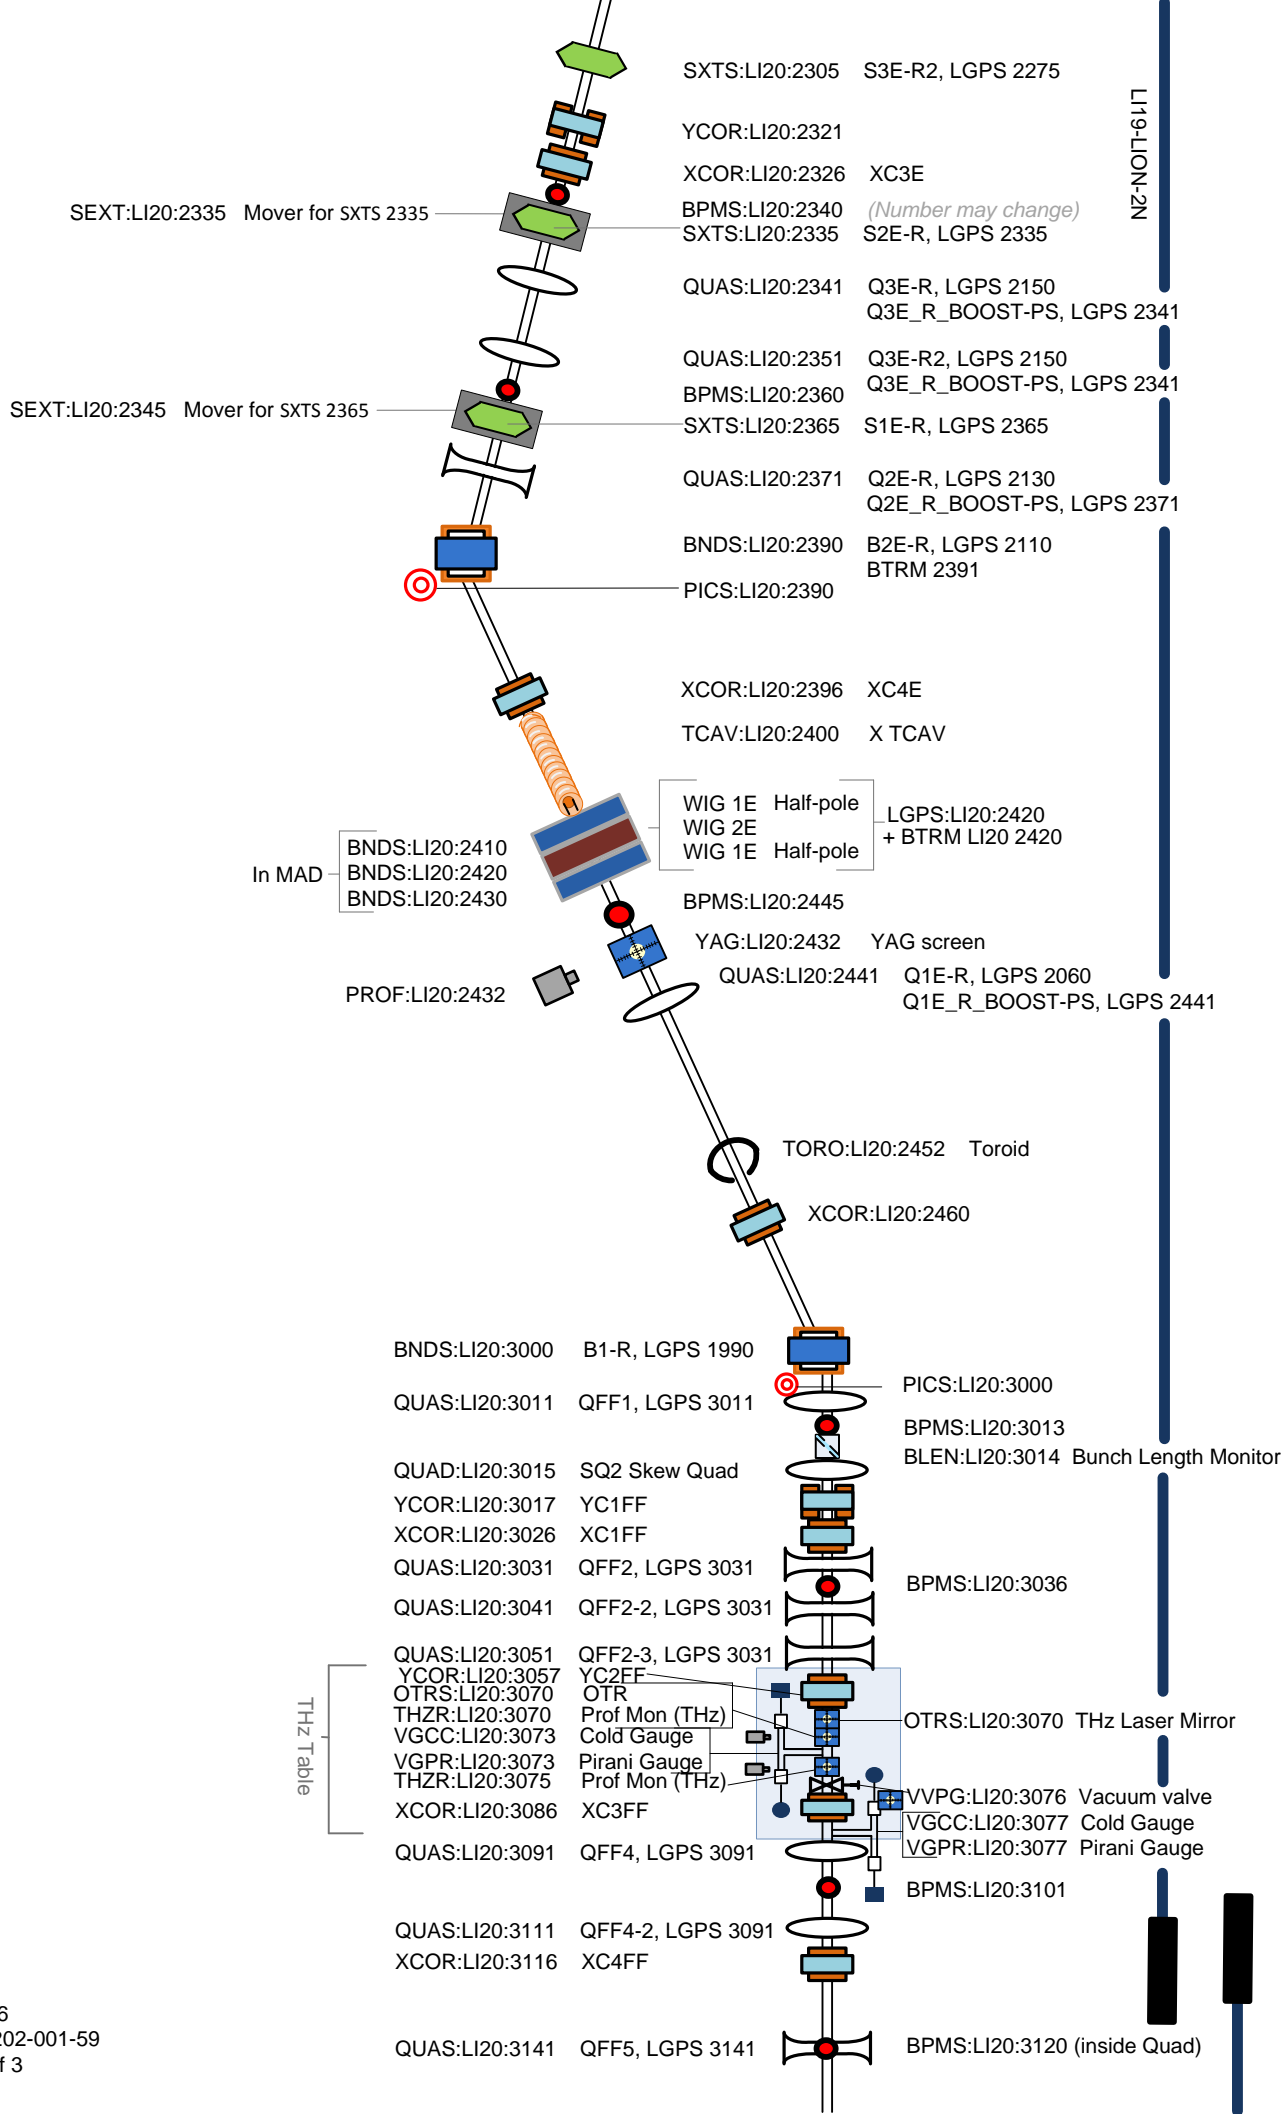 SXTS:LI20:2305 S3E-R2, LGPS 2275
LI19-LION-2N
YCOR:LI20:2321
XCOR:LI20:2326 XC3E
SEXT:LI20:2335 Mover for SXTS 2335
BPMS:LI20:2340 (Number may change)
SXTS:LI20:2335 S2E-R, LGPS 2335
QUAS:LI20:2341 Q3E-R, LGPS 2150
Q3E_R_BOOST-PS, LGPS 2341
QUAS:LI20:2351 Q3E-R2, LGPS 2150
Q3E_R_BOOST-PS, LGPS 2341
BPMS:LI20:2360
SEXT:LI20:2345 Mover for SXTS 2365
SXTS:LI20:2365 S1E-R, LGPS 2365
QUAS:LI20:2371 Q2E-R, LGPS 2130
Q2E_R_BOOST-PS, LGPS 2371
BNDS:LI20:2390 B2E-R, LGPS 2110
BTRM 2391
PICS:LI20:2390
XCOR:LI20:2396 XC4E
TCAV:LI20:2400 X TCAV
WIG 1E Half-pole
WIG 2E
WIG 1E Half-pole
LGPS:LI20:2420
+ BTRM LI20 2420
In MAD
BNDS:LI20:2410
BNDS:LI20:2420
BNDS:LI20:2430
BPMS:LI20:2445
YAG:LI20:2432 YAG screen
PROF:LI20:2432
QUAS:LI20:2441 Q1E-R, LGPS 2060
Q1E_R_BOOST-PS, LGPS 2441
TORO:LI20:2452 Toroid
XCOR:LI20:2460
BNDS:LI20:3000 B1-R, LGPS 1990
PICS:LI20:3000
QUAS:LI20:3011 QFF1, LGPS 3011
BPMS:LI20:3013
BLEN:LI20:3014 Bunch Length Monitor
QUAD:LI20:3015 SQ2 Skew Quad
YCOR:LI20:3017 YC1FF
XCOR:LI20:3026 XC1FF
QUAS:LI20:3031 QFF2, LGPS 3031
BPMS:LI20:3036
QUAS:LI20:3041 QFF2-2, LGPS 3031
QUAS:LI20:3051 QFF2-3, LGPS 3031
THz Table
YCOR:LI20:3057 YC2FF
OTRS:LI20:3070 OTR
THZR:LI20:3070 Prof Mon (THz)
OTRS:LI20:3070 THz Laser Mirror
VGCC:LI20:3073 Cold Gauge
VGPR:LI20:3073 Pirani Gauge
THZR:LI20:3075 Prof Mon (THz)
VVPG:LI20:3076 Vacuum valve
XCOR:LI20:3086 XC3FF
VGCC:LI20:3077 Cold Gauge
VGPR:LI20:3077 Pirani Gauge
QUAS:LI20:3091 QFF4, LGPS 3091
BPMS:LI20:3101
QUAS:LI20:3111 QFF4-2, LGPS 3091
XCOR:LI20:3116 XC4FF
QUAS:LI20:3141 QFF5, LGPS 3141
BPMS:LI20:3120 (inside Quad)
6
202-001-59
f 3